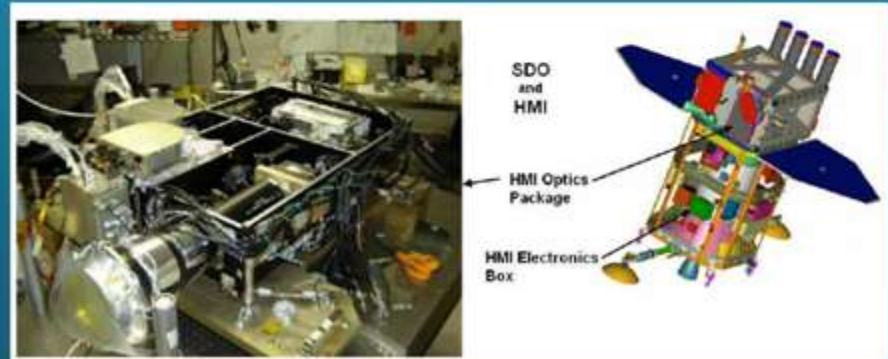 SDO
and
HMI
HMI Optics
Package
HMI Electronics
Box